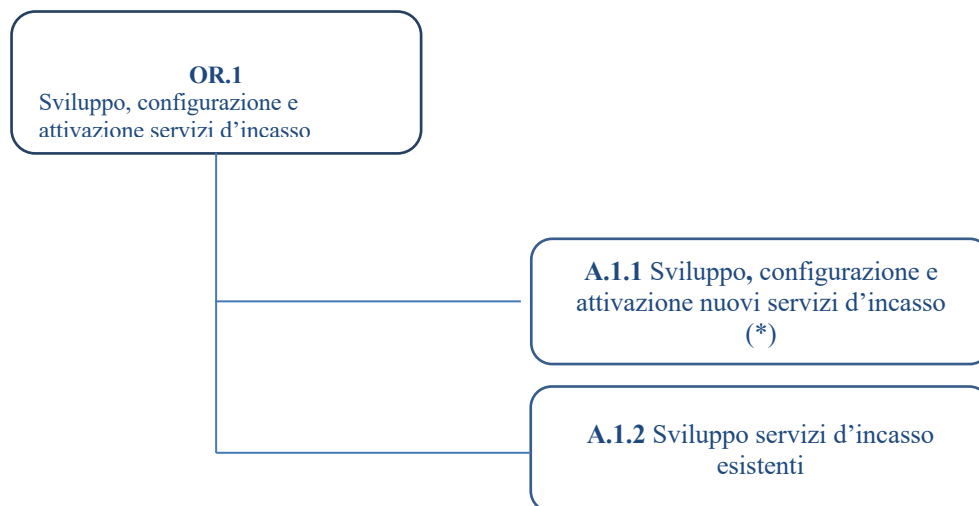 OR.1
Sviluppo, configurazione e
attivazione servizi d’incasso
A.1.1 Sviluppo, configurazione e
attivazione nuovi servizi d’incasso
(*)
A.1.2 Sviluppo servizi d’incasso
esistenti